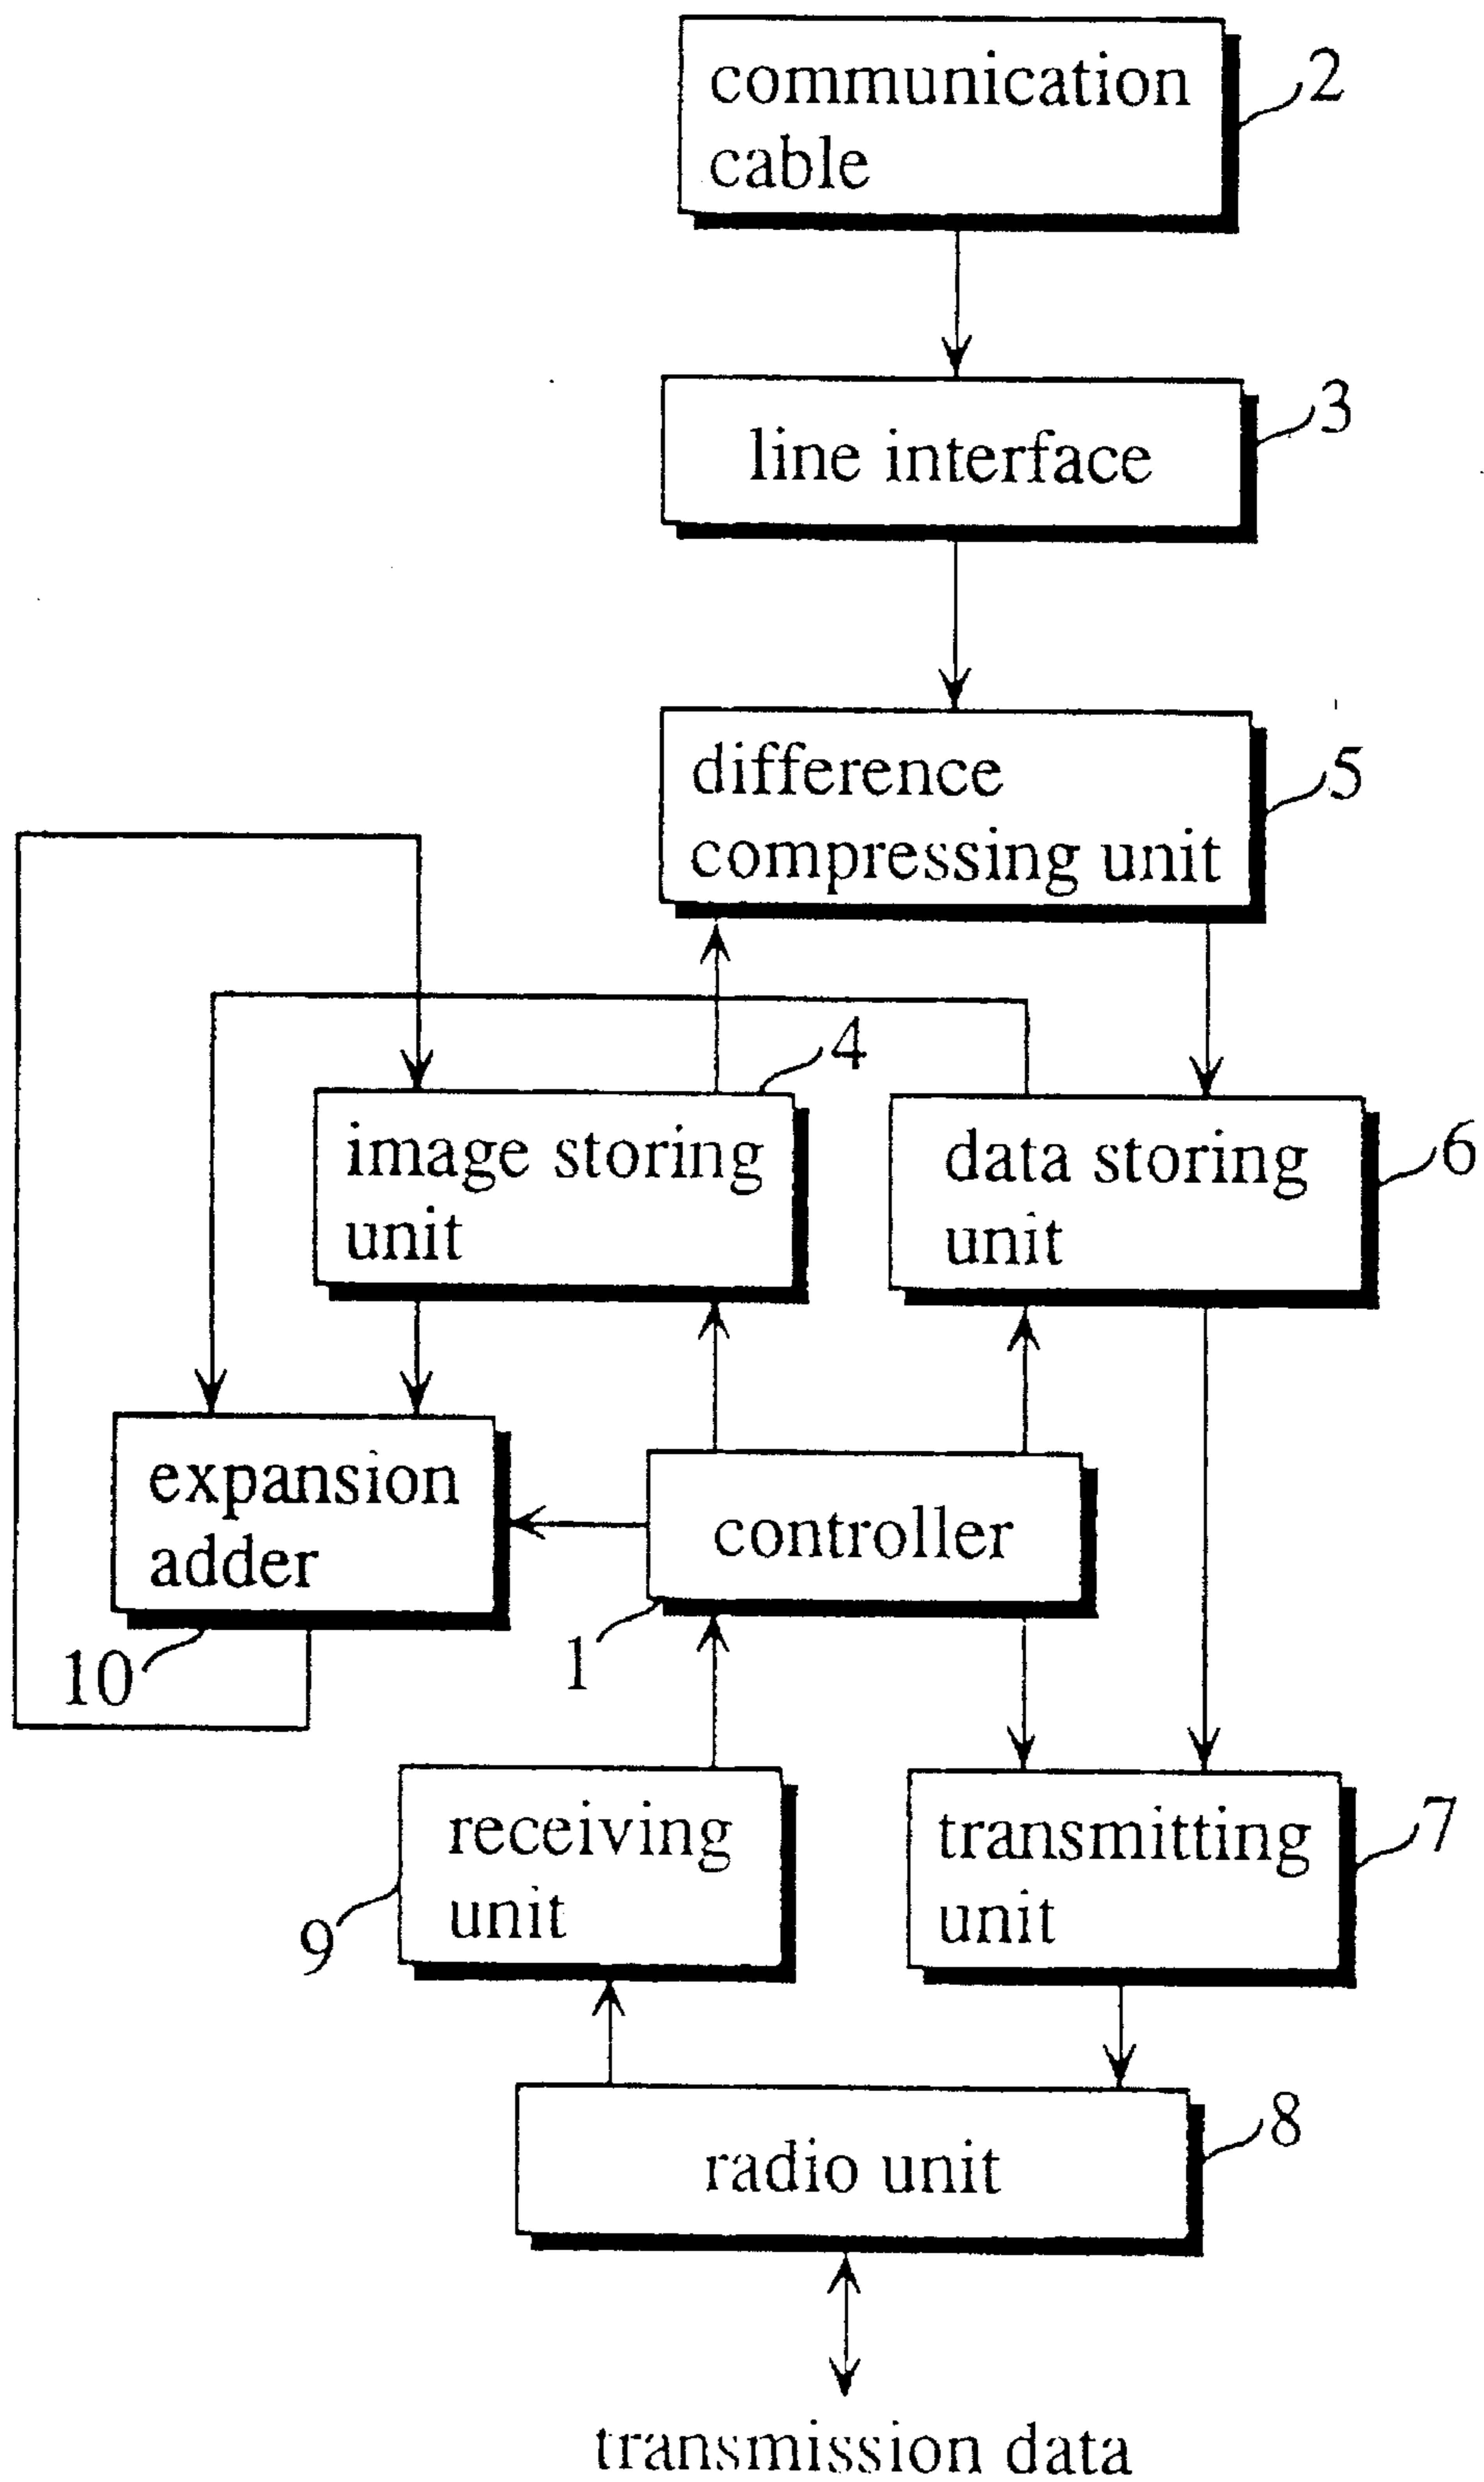 communication
cable
2
line interface
3
difference
compressing unit
5
4
image storing
unit
data storing
unit
6
expansion
adder
10
controller
1
receiving
unit
9
transmitting
unit
7
radio unit
8
transmission data